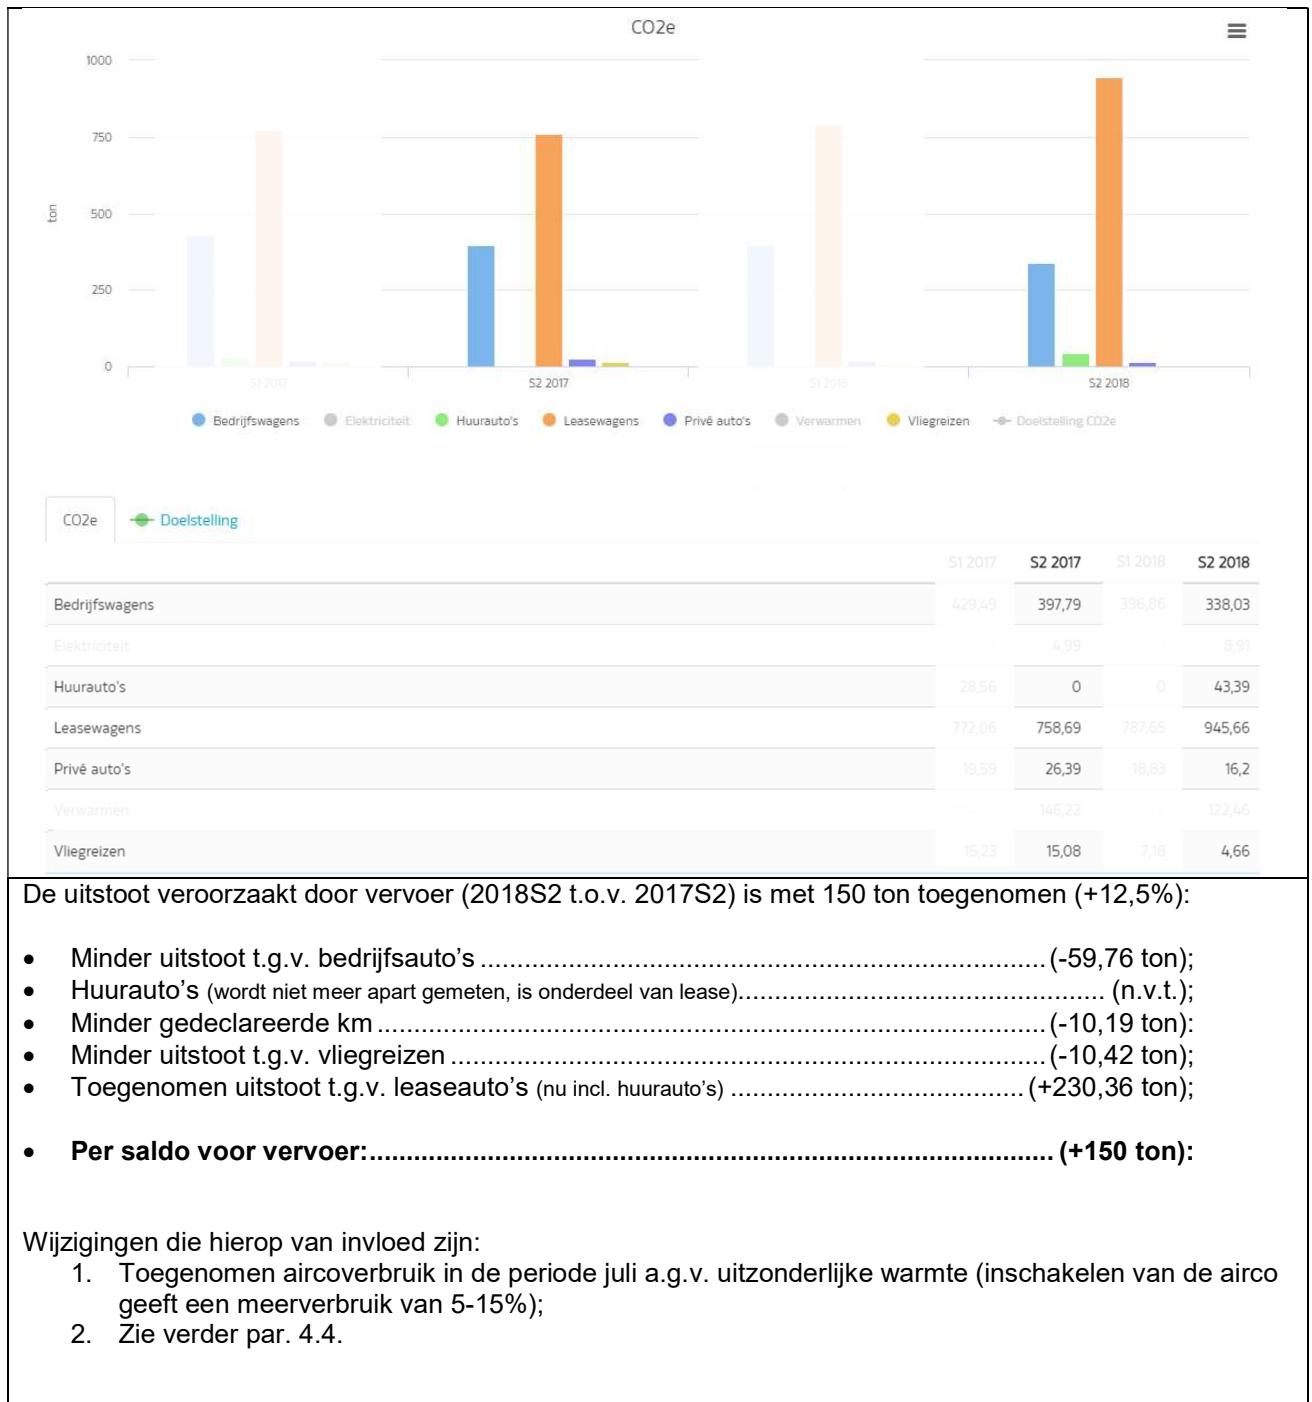 CO2e
1000
750
500
250
0
ton
S1 2017
S2 2017
S1 2018
S2 2018
Bedrijfswagens Elektriciteit Huurauto's Leasewagens Privé auto's Verwarmen Vliegreizen Doelstelling CO2e
CO2e Doelstelling
S1 2017 S2 2017 S1 2018 S2 2018
Bedrijfswagens 429,49 397,79 396,86 338,03
Elektriciteit 4,99 8,91
Huurauto's 28,56 0 0 43,39
Leasewagens 772,06 758,69 787,65 945,66
Privé auto's 19,59 26,39 18,83 16,2
Verwarmen 146,22 122,46
Vliegreizen 15,23 15,08 7,18 4,66
De uitstoot veroorzaakt door vervoer (2018S2 t.o.v. 2017S2) is met 150 ton toegenomen (+12,5%):
• Minder uitstoot t.g.v. bedrijfsauto's (-59,76 ton);
• Huurauto's (wordt niet meer apart gemeten, is onderdeel van lease) (n.v.t.);
• Minder gedeclareerde km (-10,19 ton):
• Minder uitstoot t.g.v. vliegreizen (-10,42 ton);
• Toegenomen uitstoot t.g.v. leaseauto's (nu incl. huurauto's) (+230,36 ton);
• Per saldo voor vervoer: (+150 ton):
Wijzigingen die hierop van invloed zijn:
1. Toegenomen aircoverbruik in de periode juli a.g.v. uitzonderlijke warmte (inschakelen van de airco
geeft een meerverbruik van 5-15%);
2. Zie verder par. 4.4.